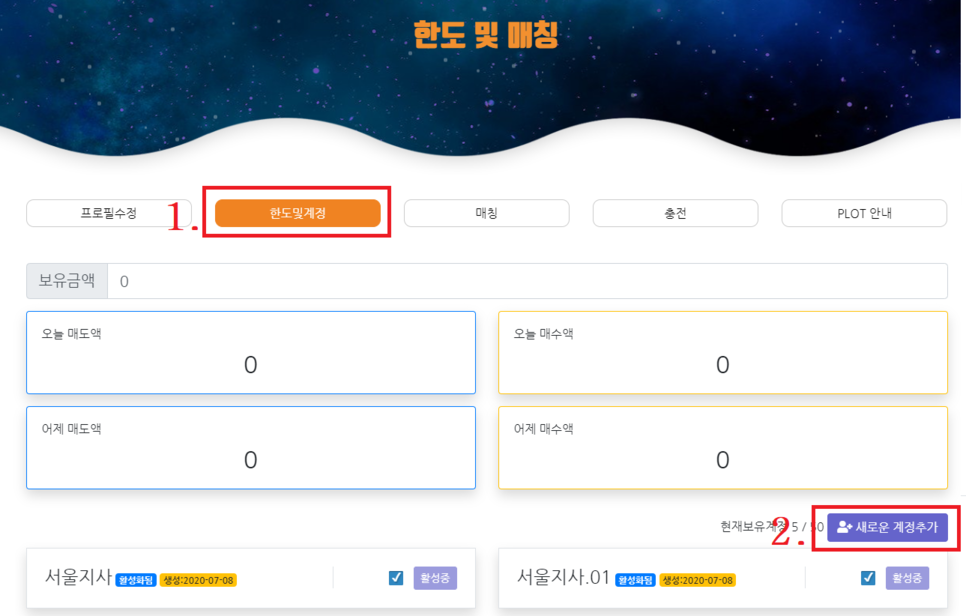 한도 및 매칭
프로필수정 1. 한도및계정 매칭 충전 PLOT 안내
보유금액 0
오늘 매도액 오늘 매수액
0 0
어제 매도액 어제 매수액
0 0
현재보유계정 5 / 50 2. 새로운 계정추가
서울지사 활성화됨 생성:2020-07-08 활성중 서울지사.01 활성화됨 생성:2020-07-08 활성중